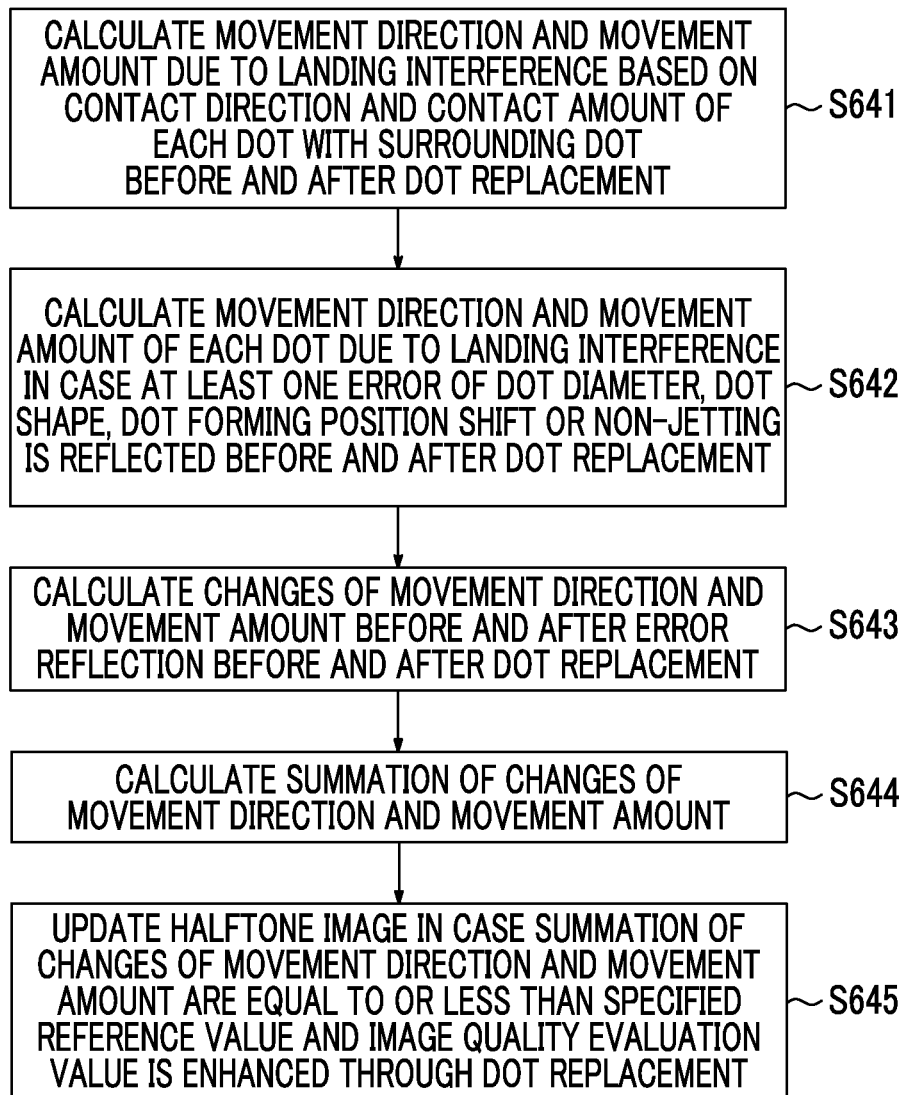 CALCULATE MOVEMENT DIRECTION AND MOVEMENT
AMOUNT DUE TO LANDING INTERFERENCE BASED ON
CONTACT DIRECTION AND CONTACT AMOUNT OF
EACH DOT WITH SURROUNDING DOT
BEFORE AND AFTER DOT REPLACEMENT
S641
CALCULATE MOVEMENT DIRECTION AND MOVEMENT
AMOUNT OF EACH DOT DUE TO LANDING INTERFERENCE
IN CASE AT LEAST ONE ERROR OF DOT DIAMETER, DOT
SHAPE, DOT FORMING POSITION SHIFT OR NON-JETTING
IS REFLECTED BEFORE AND AFTER DOT REPLACEMENT
S642
CALCULATE CHANGES OF MOVEMENT DIRECTION AND
MOVEMENT AMOUNT BEFORE AND AFTER ERROR
REFLECTION BEFORE AND AFTER DOT REPLACEMENT
S643
CALCULATE SUMMATION OF CHANGES OF
MOVEMENT DIRECTION AND MOVEMENT AMOUNT
S644
UPDATE HALFTONE IMAGE IN CASE SUMMATION OF
CHANGES OF MOVEMENT DIRECTION AND MOVEMENT
AMOUNT ARE EQUAL TO OR LESS THAN SPECIFIED
REFERENCE VALUE AND IMAGE QUALITY EVALUATION
VALUE IS ENHANCED THROUGH DOT REPLACEMENT
S645